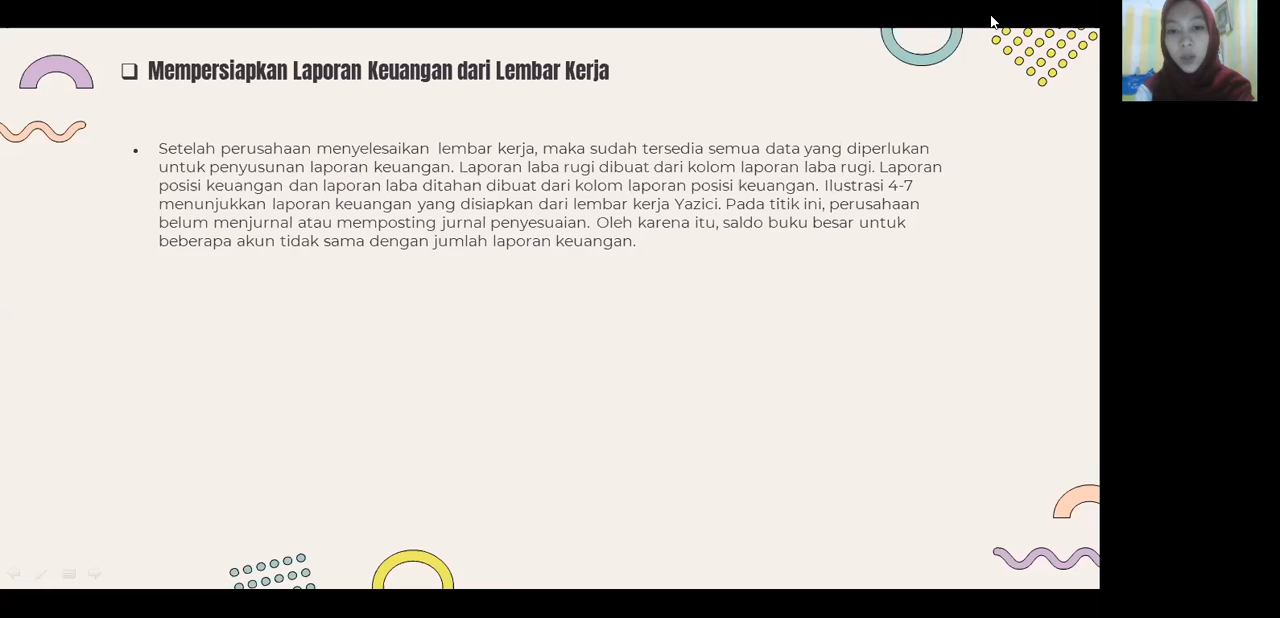 Mempersiapkan Laporan Keuangan dari Lembar Kerja
Setelah perusahaan menyelesaikan lembar kerja, maka sudah tersedia semua data yang diperlukan
untuk penyusunan laporan keuangan. Laporan laba rugi dibuat dari kolom laporan laba rugi. Laporan
posisi keuangan dan laporan laba ditahan dibuat dari kolom laporan posisi keuangan. Ilustrasi 4-7
menunjukkan laporan keuangan yang disiapkan dari lembar kerja Yazici. Pada titik ini, perusahaan
belum menjurnal atau memposting jurnal penyesuaian. Oleh karena itu, saldo buku besar untuk
beberapa akun tidak sama dengan jumlah laporan keuangan.